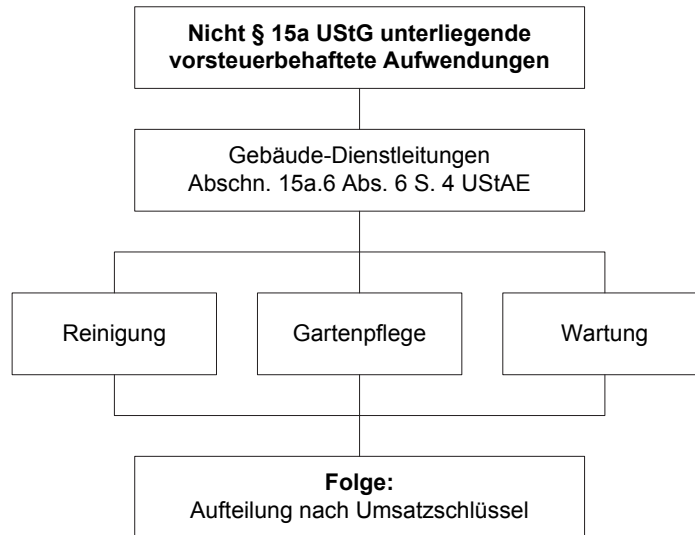 Nicht § 15a UStG unterliegende
vorsteuerbehaftete Aufwendungen
Gebäude-Dienstleitungen
Abschn. 15a.6 Abs. 6 S. 4 UStAE
Reinigung
Gartenpflege
Wartung
Folge:
Aufteilung nach Umsatzschlüssel